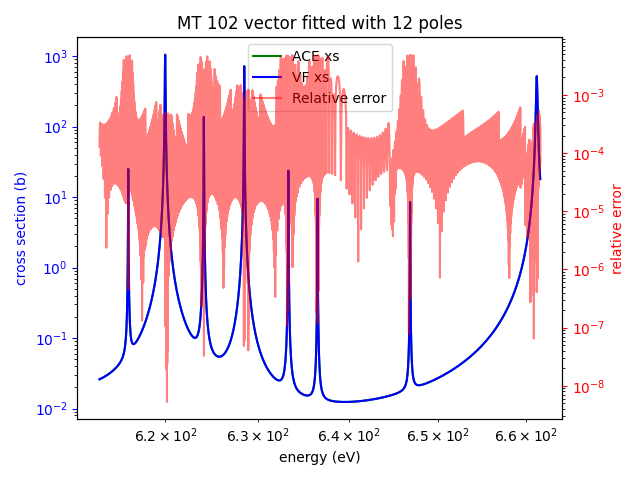 MT 102 vector fitted with 12 poles
ACE xs
VF xs
Relative error
10³
10²
10¹
10⁰
10⁻¹
10⁻²
cross section (b)
10⁻³
10⁻⁴
10⁻⁵
10⁻⁶
10⁻⁷
10⁻⁸
relative error
6.2 × 10² 6.3 × 10² 6.4 × 10² 6.5 × 10² 6.6 × 10²
energy (eV)